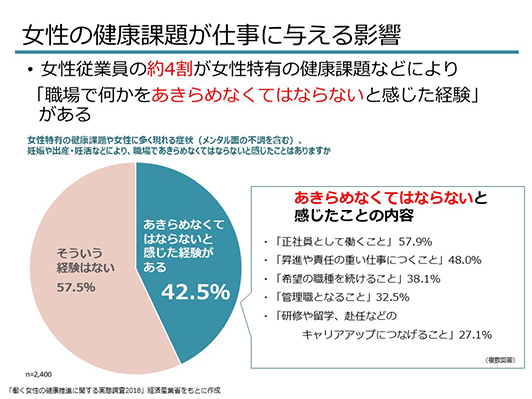 女性の健康課題が仕事に与える影響
・ 女性従業員の約4割が女性特有の健康課題などにより
「職場で何かをあきらめなくてはならないと感じた経験」
がある
女性特有の健康課題や女性に多く現れる症状（メンタル面の不調を含む）、
妊娠や出産・妊活などにより、職場であきらめなくてはならないと感じたことはありますか
あきらめなくて
はならないと
感じた経験が
ある
42.5%
そういう
経験はない
57.5%
n=2,400
あきらめなくてはならないと
感じたことの内容
・「正社員として働くこと」57.9%
・「昇進や責任の重い仕事につくこと」48.0%
・「希望の職種を続けること」38.1%
・「管理職となること」32.5%
・「研修や留学、赴任などの
キャリアアップにつなげること」27.1%
（複数回答）
「働く女性の健康推進に関する実態調査2018」経済産業省をもとに作成